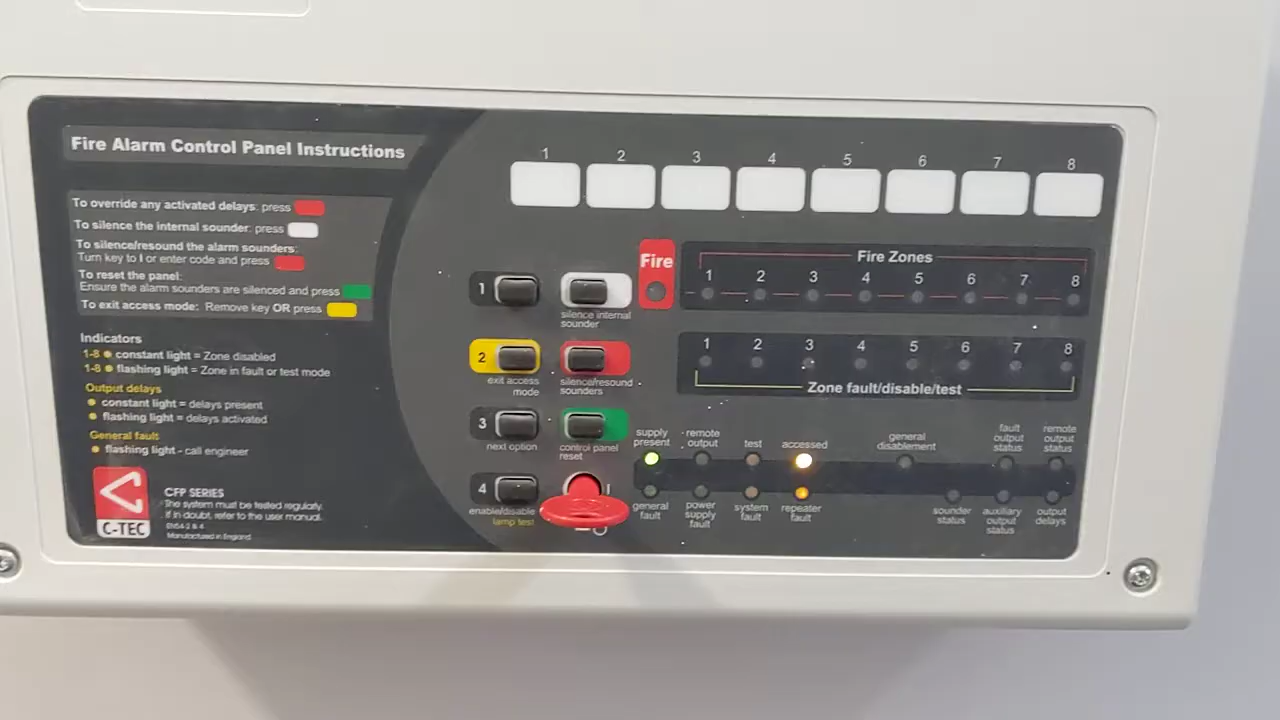 Fire Alarm Control Panel Instructions
To override any activated delays: press
To silence the internal sounder: press
To silence/resound the alarm sounders:
Turn key to I or enter code and press
To reset the panel:
Ensure the alarm sounders are silenced and press
To exit access mode: Remove key OR press
Indicators
1-8 constant light = Zone disabled
1-8 flashing light = Zone in fault or test mode
Output delays
constant light = delays present
flashing light = delays activated
General fault
flashing light - call engineer
C-TEC
CFP SERIES
The system must be tested regularly.
If in doubt, refer to the user manual.
EN54-2 & 4
Manufactured in England
1 2 3 4 5 6 7 8
1
silence internal
sounder
2
exit access
mode
silence/resound
sounders
3
next option
control panel
reset
4
enable/disable
lamp test
I
Fire
Fire Zones
1 2 3 4 5 6 7 8
1 2 3 4 5 6 7 8
Zone fault/disable/test
supply
present
remote
output
test
accessed
general
disablement
fault
output
status
remote
output
status
general
fault
power
supply
fault
system
fault
repeater
fault
sounder
status
auxiliary
output
status
output
delays